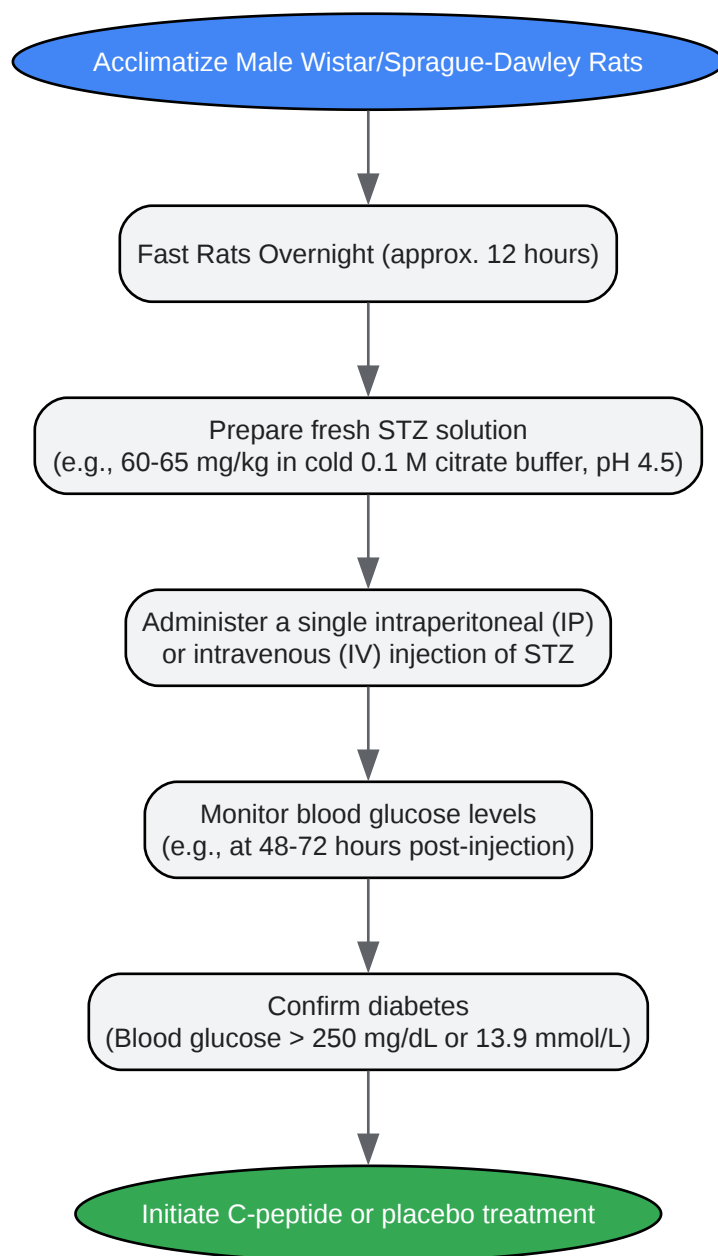 Acclimatize Male Wistar/Sprague-Dawley Rats
Fast Rats Overnight (approx. 12 hours)
Prepare fresh STZ solution
(e.g., 60-65 mg/kg in cold 0.1 M citrate buffer, pH 4.5)
Administer a single intraperitoneal (IP)
or intravenous (IV) injection of STZ
Monitor blood glucose levels
(e.g., at 48-72 hours post-injection)
Confirm diabetes
(Blood glucose > 250 mg/dL or 13.9 mmol/L)
Initiate C-peptide or placebo treatment